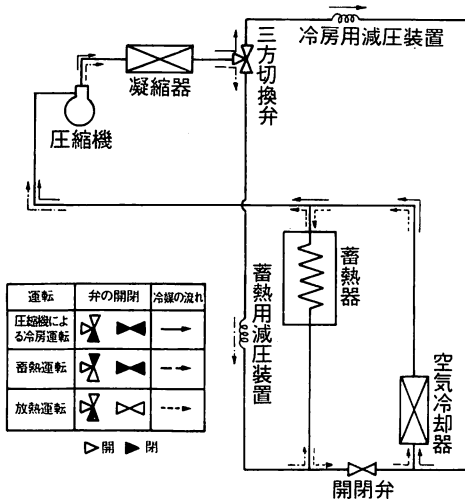 冷房用減圧装置
三方切換弁
凝縮器
圧縮機
蓄熱器
蓄熱用減圧装置
空気冷却器
開閉弁
運転 弁の開閉 冷媒の流れ
圧縮機によ
る冷房運転
蓄熱運転
放熱運転
開 閉